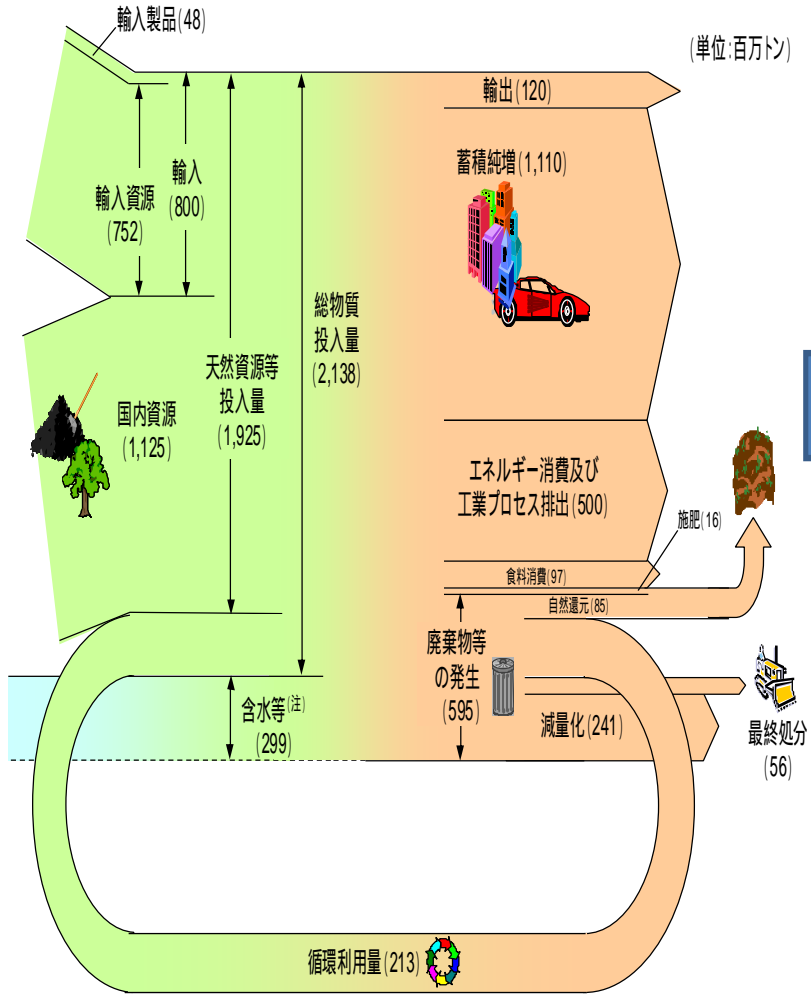 輸入製品(48)
(単位:百万トン)
輸出(120)
蓄積純増(1,110)
輸入
(800)
輸入資源
(752)
総物質
投入量
(2,138)
天然資源等
投入量
(1,925)
国内資源
(1,125)
エネルギー消費及び
工業プロセス排出(500)
施肥(16)
食料消費(97)
自然還元(85)
廃棄物等
の発生
(595)
含水等(注)
(299)
減量化(241)
最終処分
(56)
循環利用量(213)